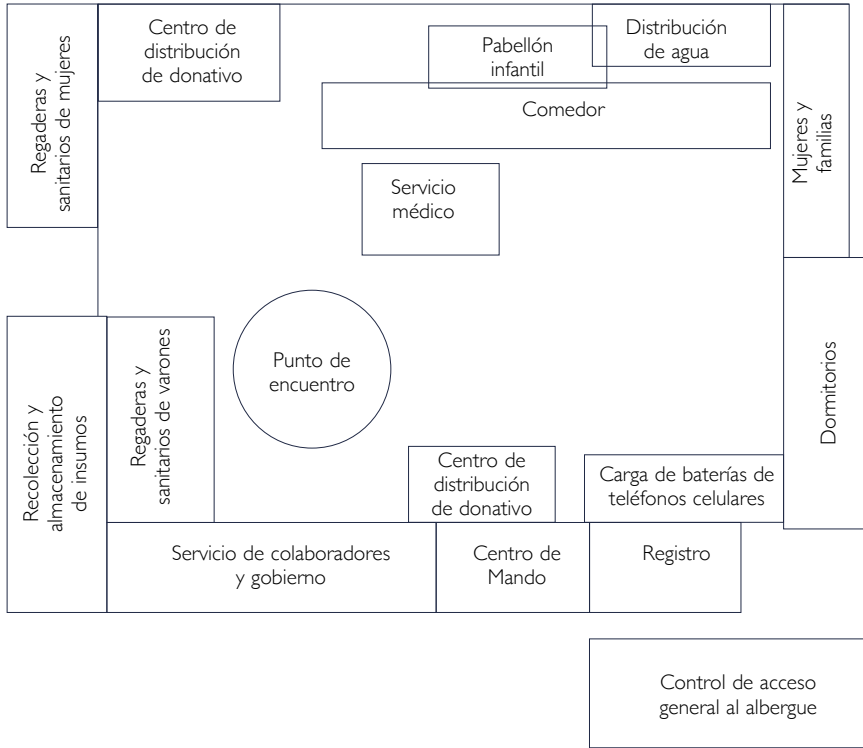 Regaderas y
sanitarios de mujeres
Centro de
distribución
de donativo
Pabellón
infantil
Distribución
de agua
Comedor
Mujeres y
familias
Servicio
médico
Recolección y
almacenamiento
de insumos
Regaderas y
sanitarios de varones
Punto de
encuentro
Dormitorios
Centro de
distribución
de donativo
Carga de baterías de
teléfonos celulares
Servicio de colaboradores
y gobierno
Centro de
Mando
Registro
Control de acceso
general al albergue